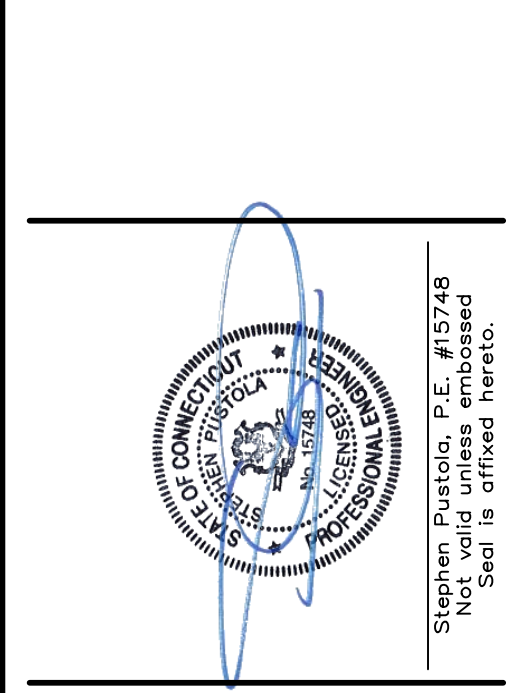 STATE OF CONNECTICUT
STEPHEN PUSTOLA
No. 15748
LICENSED
PROFESSIONAL ENGINEER
Stephen Pustola, P.E. #15748
Not valid unless embossed
Seal is affixed hereto.